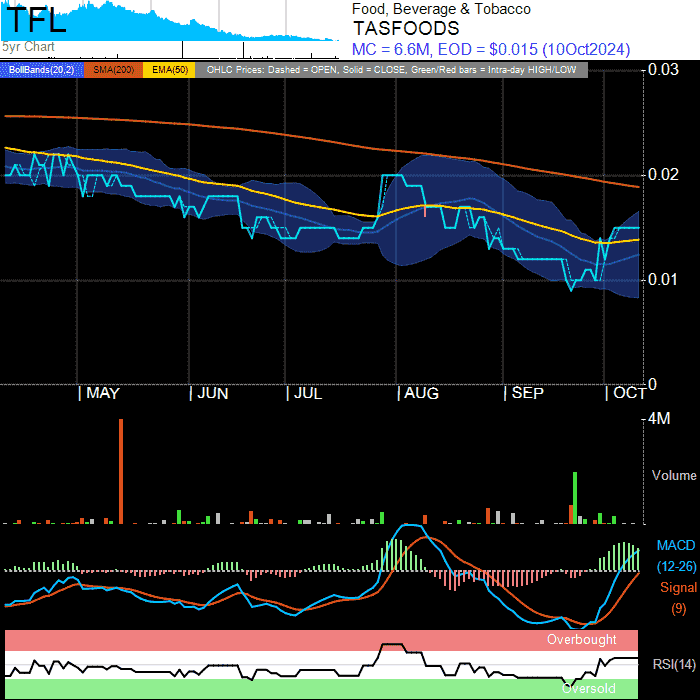 TFL
5yr Chart
Food, Beverage & Tobacco
TASFOODS
MC = 6.6M, EOD = $0.015 (10Oct2024)
BollBands(20,2) SMA(200) EMA(50) OHLC Prices: Dashed = OPEN, Solid = CLOSE, Green/Red bars = Intra-day HIGH/LOW
0.03
0.02
0.01
0
| MAY | JUN | JUL | AUG | SEP | OCT
4M
Volume
MACD
(12-26)
Signal
(9)
Overbought
RSI(14)
Oversold